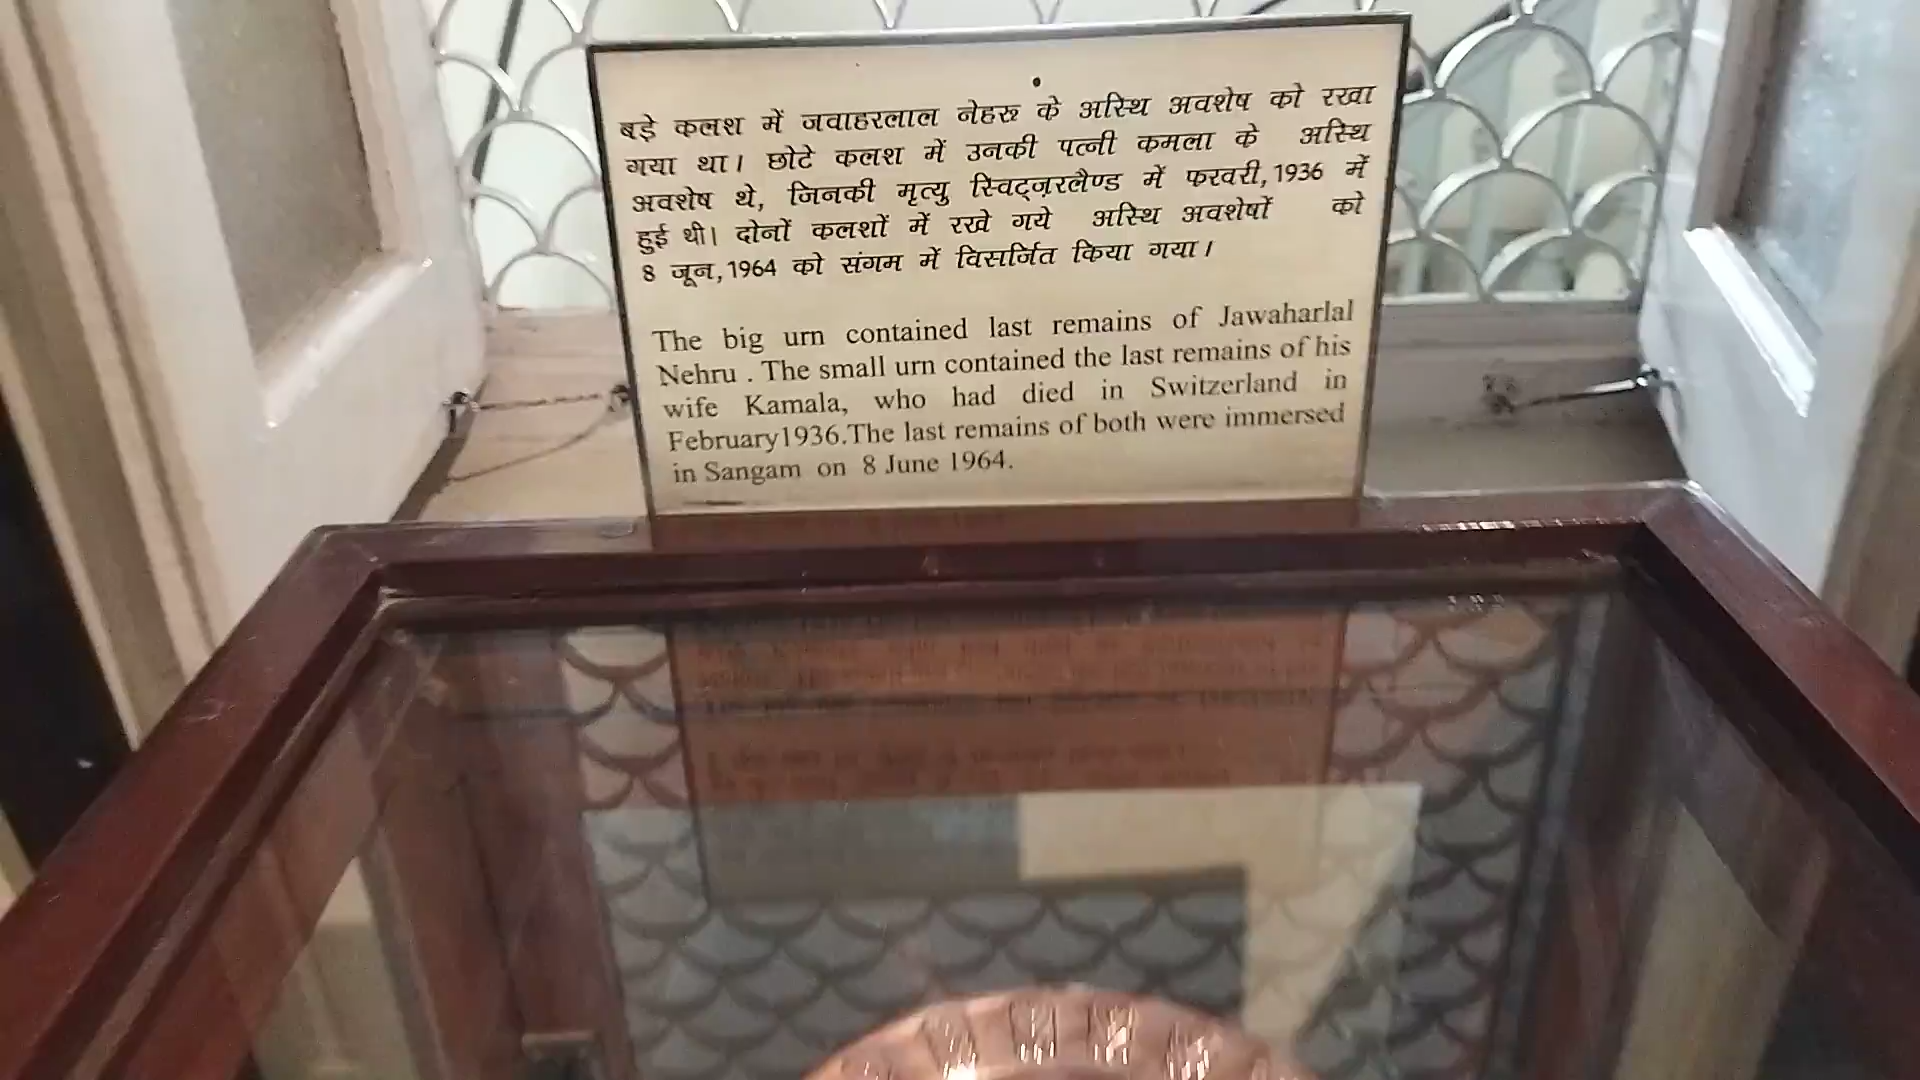 बड़े कलश में जवाहरलाल नेहरू के अस्थि अवशेष को रखा
गया था। छोटे कलश में उनकी पत्नी कमला के अस्थि
अवशेष थे, जिनकी मृत्यु स्विट्ज़रलैण्ड में फरवरी, 1936 में
हुई थी। दोनों कलशों में रखे गये अस्थि अवशेषों को
8 जून, 1964 को संगम में विसर्जित किया गया।
The big urn contained last remains of Jawaharlal
Nehru . The small urn contained the last remains of his
wife Kamala, who had died in Switzerland in
February1936.The last remains of both were immersed
in Sangam on 8 June 1964.